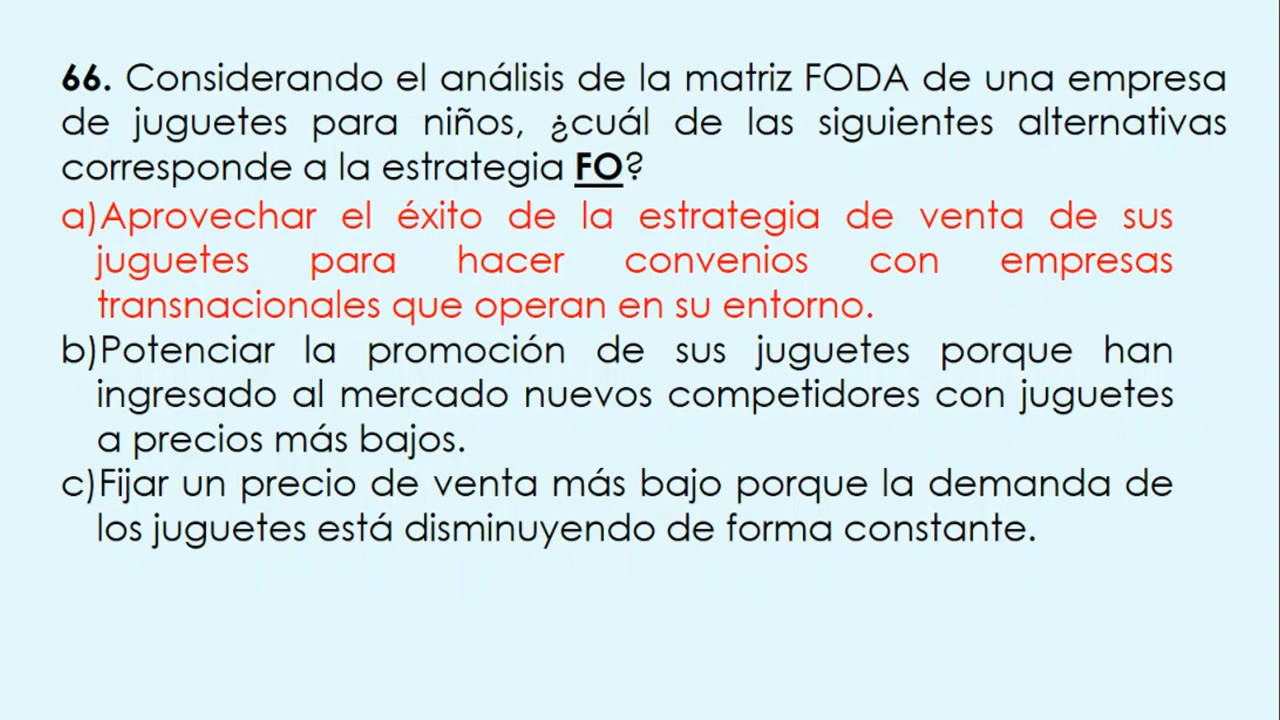 66. Considerando el análisis de la matriz FODA de una empresa
de juguetes para niños, ¿cuál de las siguientes alternativas
corresponde a la estrategia FO?
a)Aprovechar el éxito de la estrategia de venta de sus
juguetes para hacer convenios con empresas
transnacionales que operan en su entorno.
b)Potenciar la promoción de sus juguetes porque han
ingresado al mercado nuevos competidores con juguetes
a precios más bajos.
c)Fijar un precio de venta más bajo porque la demanda de
los juguetes está disminuyendo de forma constante.